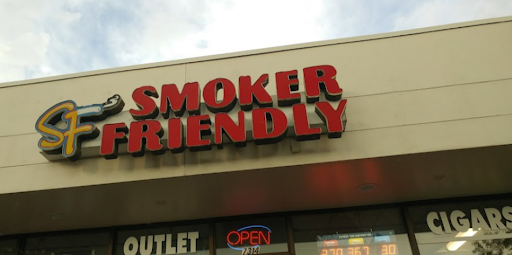 SF SMOKER
FRIENDLY
OUTLET
OPEN
CIGARS